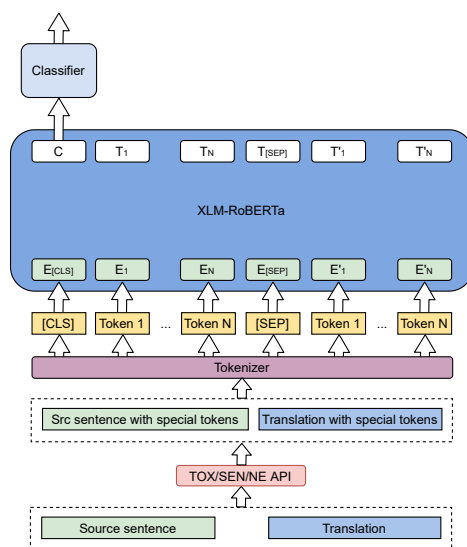 Classifier
C T1 TN T[SEP] T'1 T'N
XLM-RoBERTa
E[CLS] E1 EN E[SEP] E'1 E'N
[CLS] Token 1 ... Token N [SEP] Token 1 ... Token N
Tokenizer
Src sentence with special tokens Translation with special tokens
TOX/SEN/NE API
Source sentence Translation